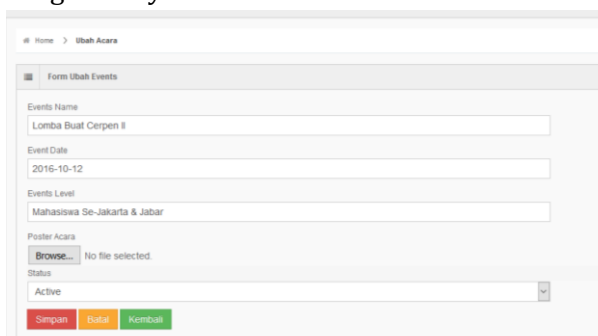 Home > Ubah Acara
Form Ubah Events
Events Name
Lomba Buat Cerpen II
Event Date
2016-10-12
Events Level
Mahasiswa Se-Jakarta & Jabar
Poster Acara
Browse... No file selected.
Status
Active
Simpan Batal Kembali